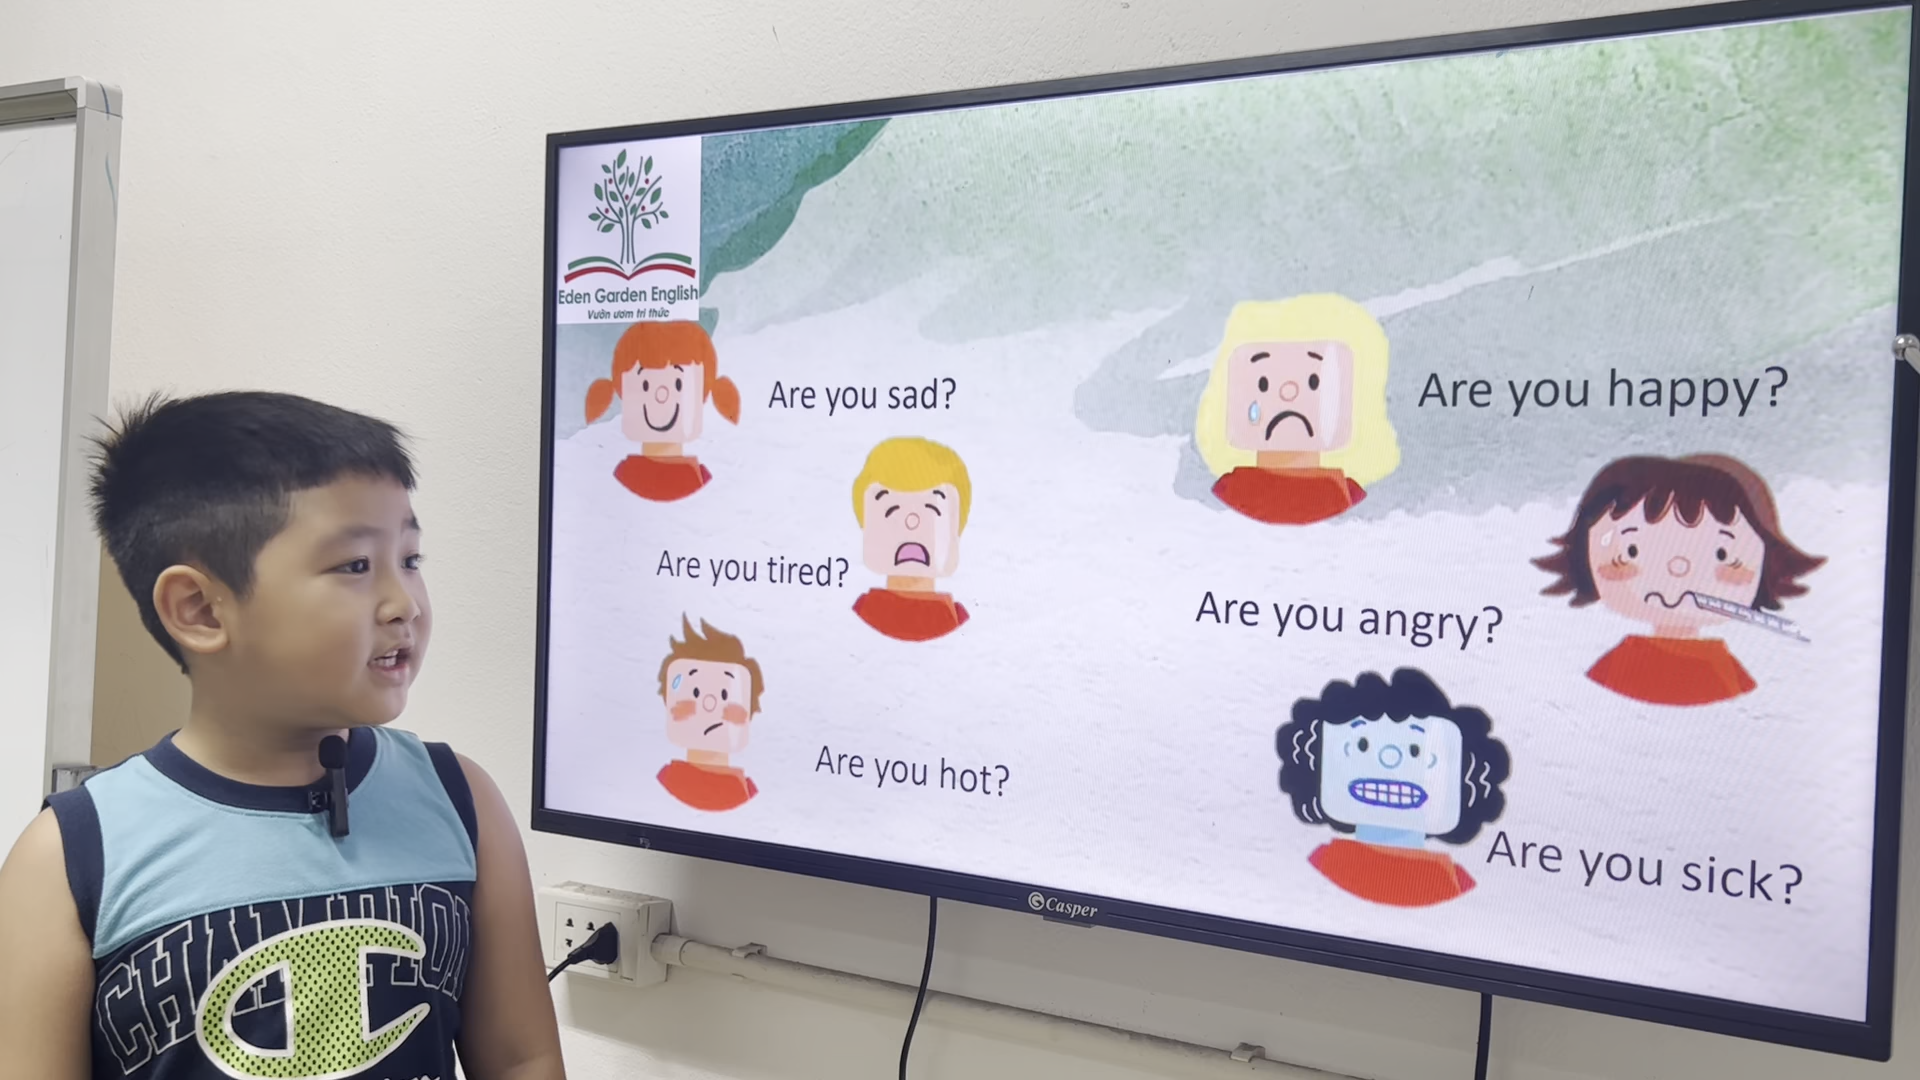 Eden Garden English
Vườn ươm tri thức
Are you sad?
Are you happy?
Are you tired?
Are you angry?
Are you hot?
Are you sick?
Casper
CHAMPION